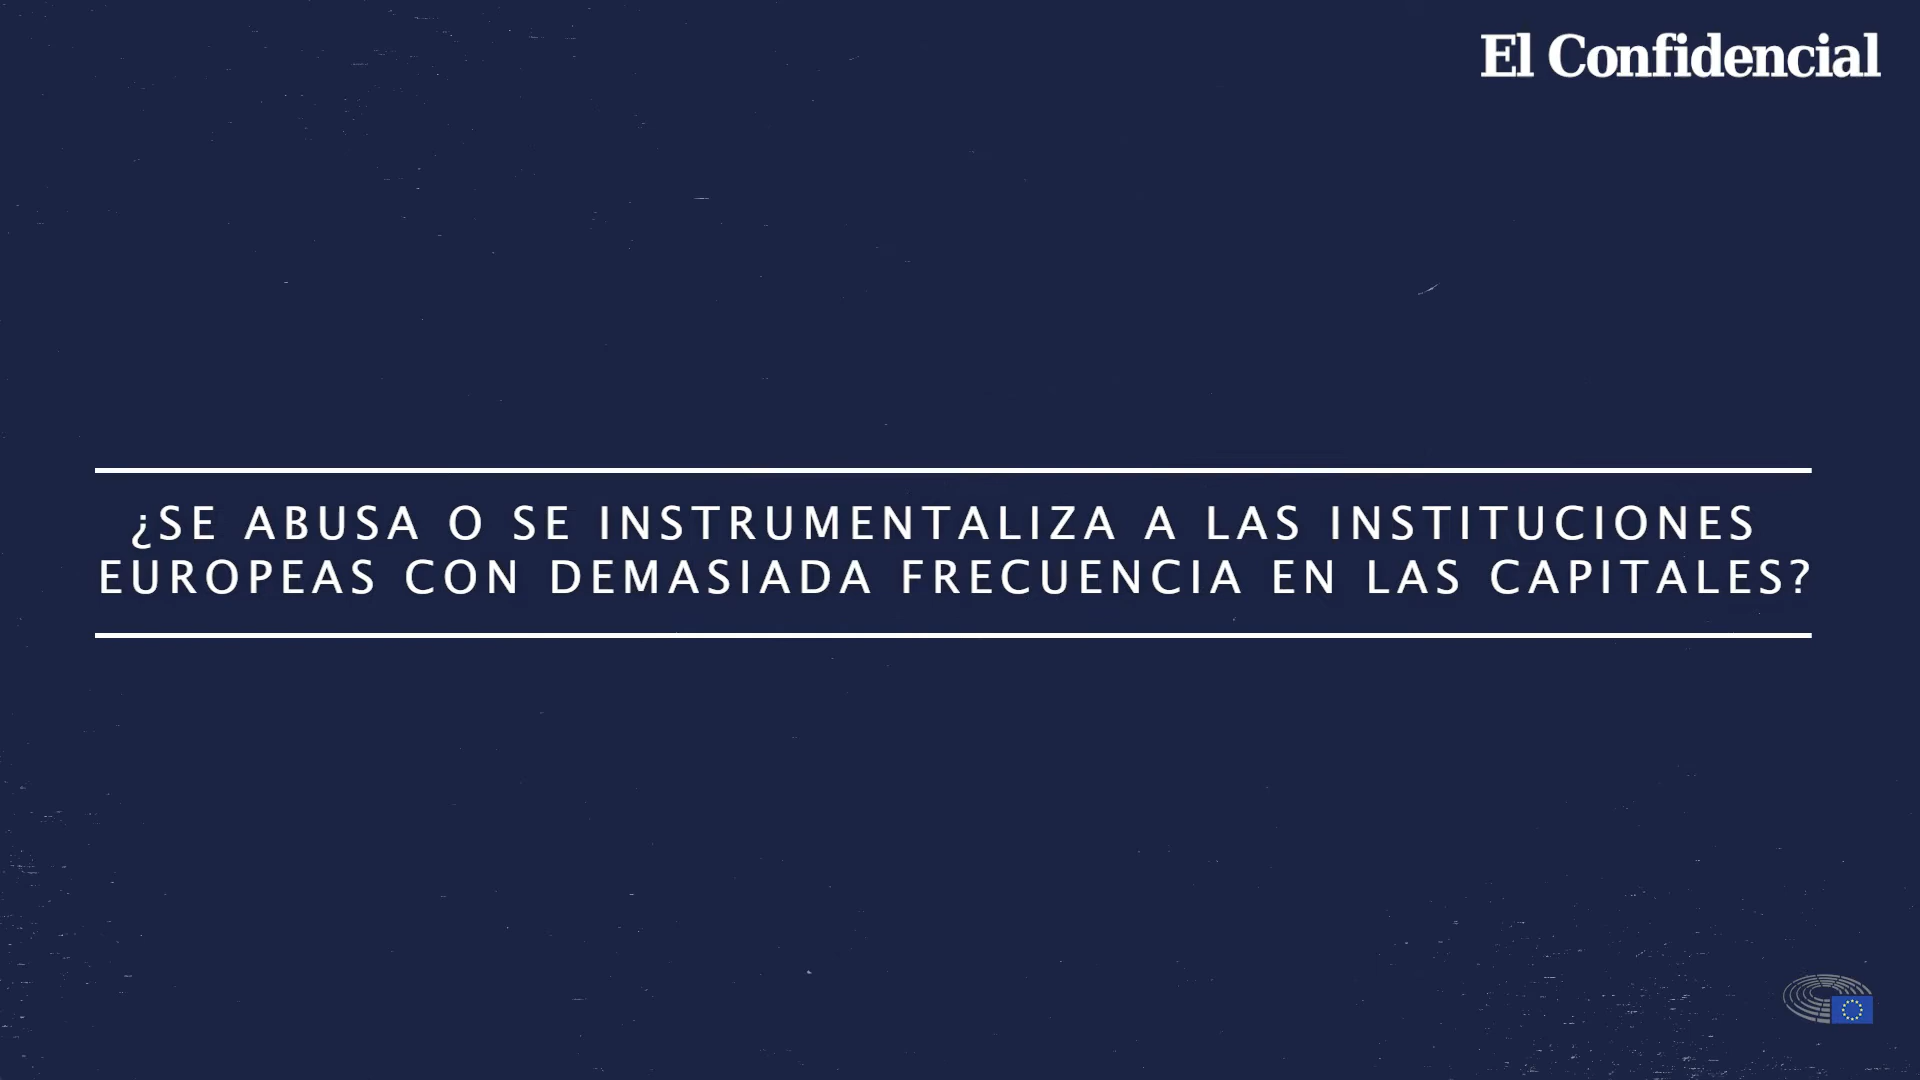 El Confidencial
¿SE ABUSA O SE INSTRUMENTALIZA A LAS INSTITUCIONES
EUROPEAS CON DEMASIADA FRECUENCIA EN LAS CAPITALES?